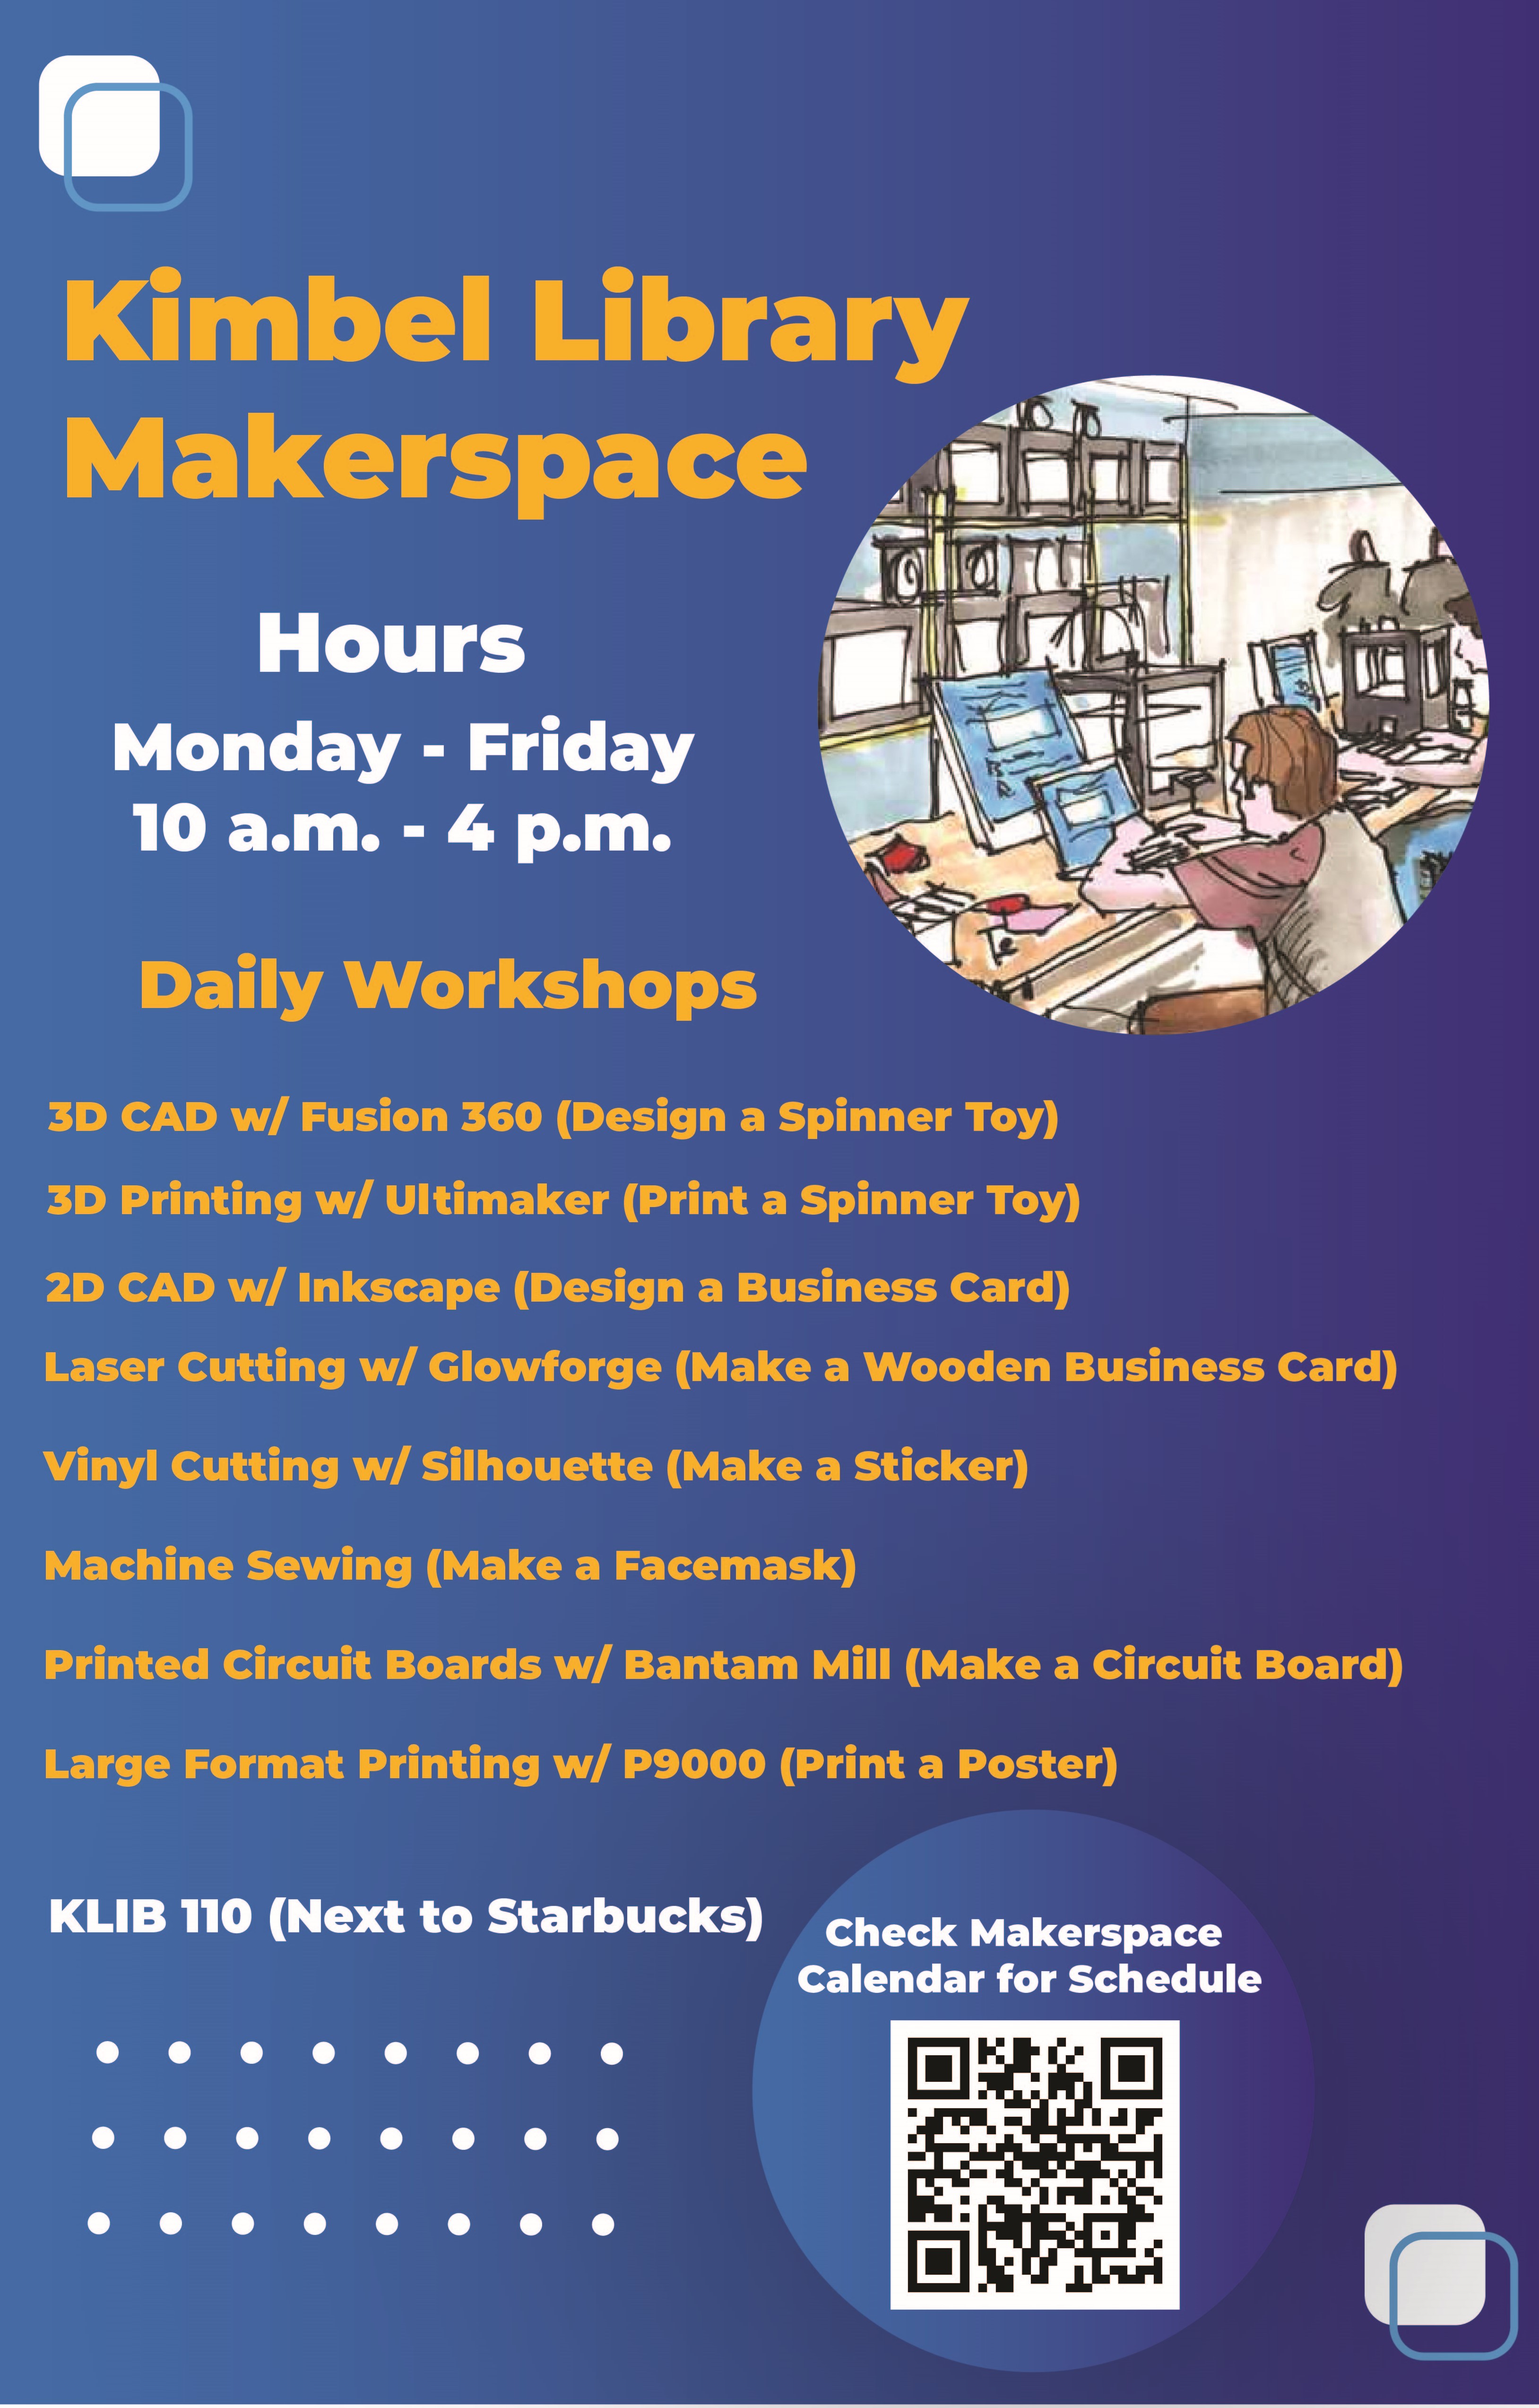 Kimbel Library
Makerspace
Hours
Monday - Friday
10 a.m. - 4 p.m.
Daily Workshops
3D CAD w/ Fusion 360 (Design a Spinner Toy)
3D Printing w/ Ultimaker (Print a Spinner Toy)
2D CAD w/ Inkscape (Design a Business Card)
Laser Cutting w/ Glowforge (Make a Wooden Business Card)
Vinyl Cutting w/ Silhouette (Make a Sticker)
Machine Sewing (Make a Facemask)
Printed Circuit Boards w/ Bantam Mill (Make a Circuit Board)
Large Format Printing w/ P9000 (Print a Poster)
KLIB 110 (Next to Starbucks)
Check Makerspace
Calendar for Schedule